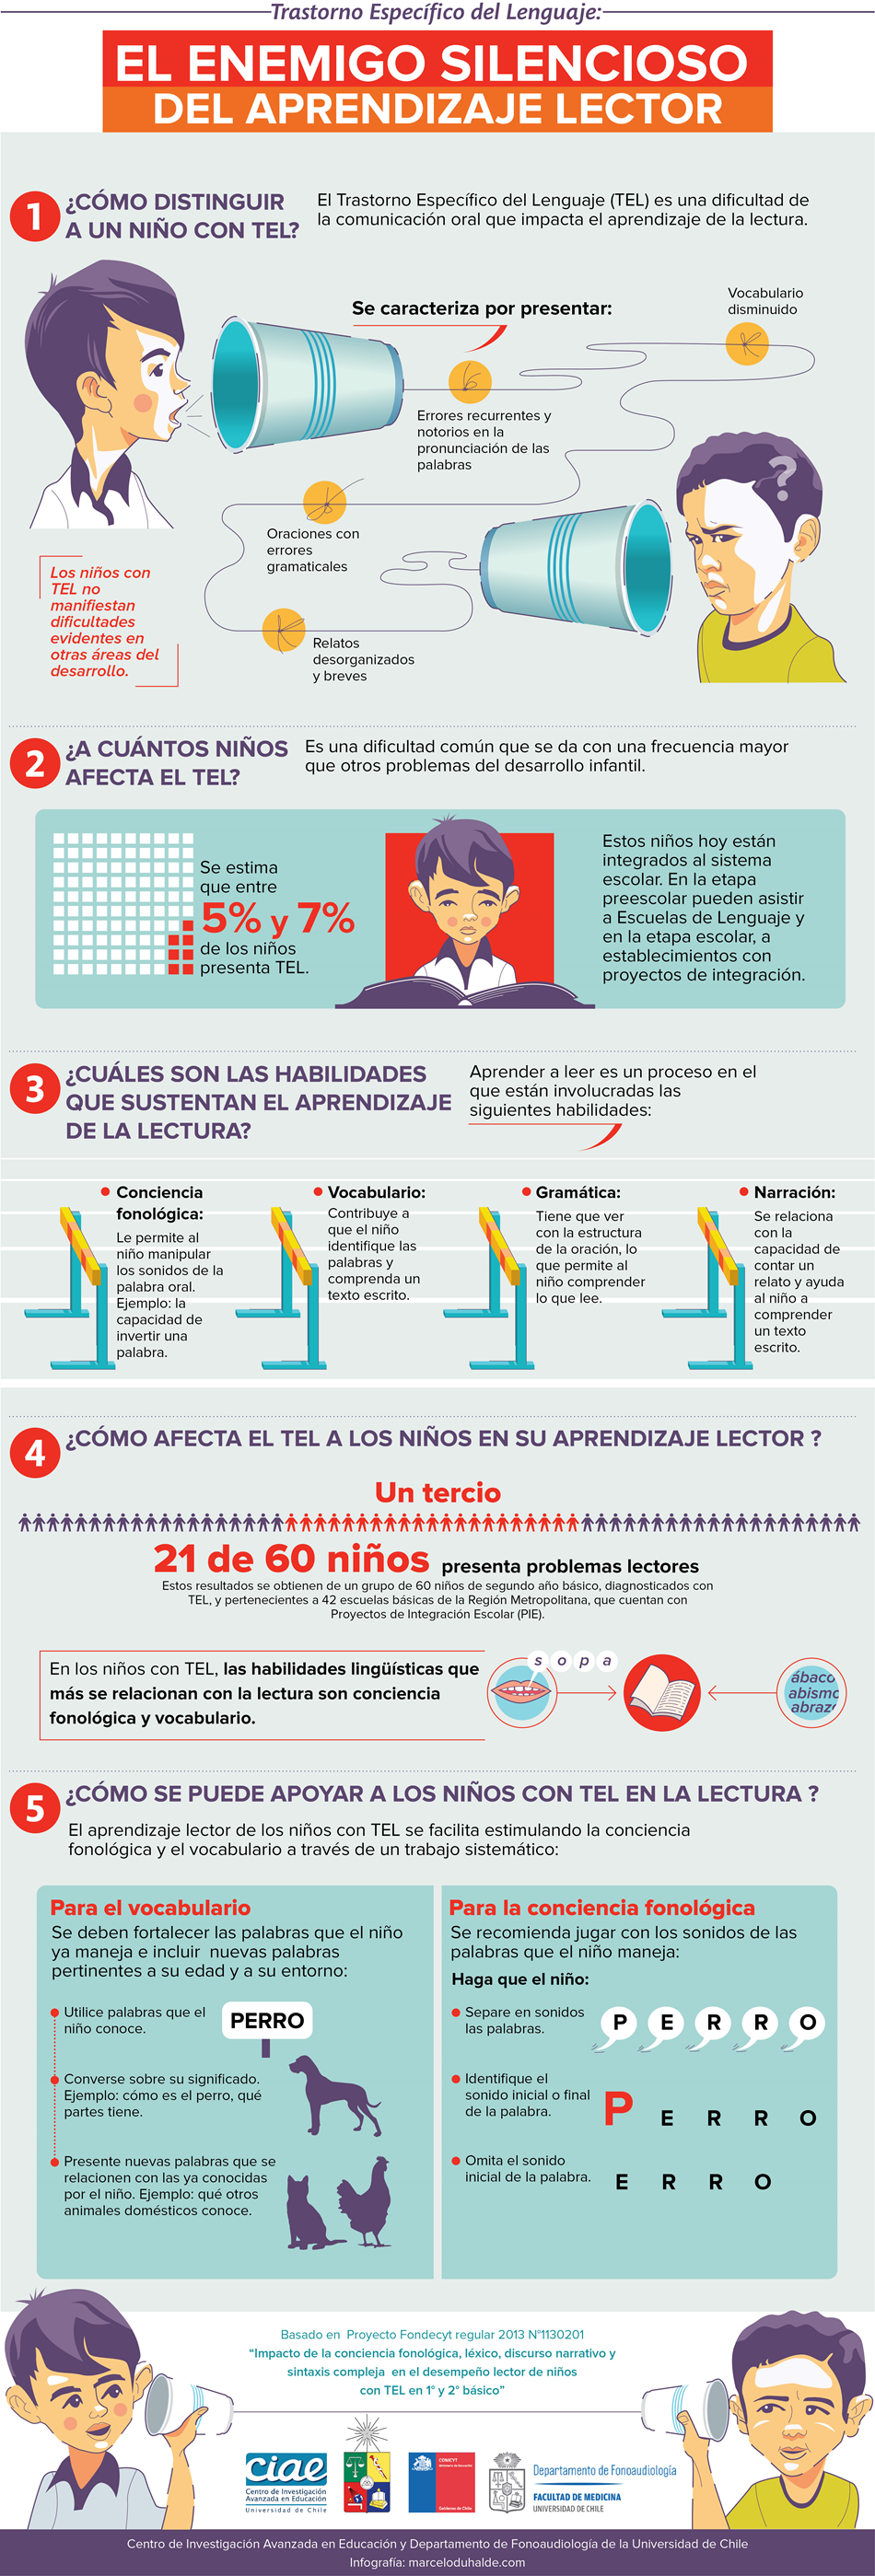 Trastorno Específico del Lenguaje:
EL ENEMIGO SILENCIOSO
DEL APRENDIZAJE LECTOR
1
¿CÓMO DISTINGUIR
A UN NIÑO CON TEL?
El Trastorno Específico del Lenguaje (TEL) es una dificultad de
la comunicación oral que impacta el aprendizaje de la lectura.
Se caracteriza por presentar:
Vocabulario
disminuido
Errores recurrentes y
notorios en la
pronunciación de las
palabras
?
Oraciones con
errores
gramaticales
Los niños con
TEL no
manifiestan
dificultades
evidentes en
otras áreas del
desarrollo.
Relatos
desorganizados
y breves
2
¿A CUÁNTOS NIÑOS
AFECTA EL TEL?
Es una dificultad común que se da con una frecuencia mayor
que otros problemas del desarrollo infantil.
Se estima
que entre
5% y 7%
de los niños
presenta TEL.
Estos niños hoy están
integrados al sistema
escolar. En la etapa
preescolar pueden asistir
a Escuelas de Lenguaje y
en la etapa escolar, a
establecimientos con
proyectos de integración.
3
¿CUÁLES SON LAS HABILIDADES
QUE SUSTENTAN EL APRENDIZAJE
DE LA LECTURA?
Aprender a leer es un proceso en el
que están involucradas las
siguientes habilidades:
Conciencia
fonológica:
Le permite al
niño manipular
los sonidos de la
palabra oral.
Ejemplo: la
capacidad de
invertir una
palabra.
Vocabulario:
Contribuye a
que el niño
identifique las
palabras y
comprenda un
texto escrito.
Gramática:
Tiene que ver
con la estructura
de la oración, lo
que permite al
niño comprender
lo que lee.
Narración:
Se relaciona
con la
capacidad de
contar un
relato y ayuda
al niño a
comprender
un texto
escrito.
4
¿CÓMO AFECTA EL TEL A LOS NIÑOS EN SU APRENDIZAJE LECTOR ?
Un tercio
21 de 60 niños presenta problemas lectores
Estos resultados se obtienen de un grupo de 60 niños de segundo año básico, diagnosticados con
TEL, y pertenecientes a 42 escuelas básicas de la Región Metropolitana, que cuentan con
Proyectos de Integración Escolar (PIE).
En los niños con TEL, las habilidades lingüísticas que
más se relacionan con la lectura son conciencia
fonológica y vocabulario.
s o p a
ábaco
abismo
abrazo
5
¿CÓMO SE PUEDE APOYAR A LOS NIÑOS CON TEL EN LA LECTURA ?
El aprendizaje lector de los niños con TEL se facilita estimulando la conciencia
fonológica y el vocabulario a través de un trabajo sistemático:
Para el vocabulario
Se deben fortalecer las palabras que el niño
ya maneja e incluir nuevas palabras
pertinentes a su edad y a su entorno:
Utilice palabras que el
niño conoce.
PERRO
Converse sobre su significado.
Ejemplo: cómo es el perro, qué
partes tiene.
Presente nuevas palabras que se
relacionen con las ya conocidas
por el niño. Ejemplo: qué otros
animales domésticos conoce.
Para la conciencia fonológica
Se recomienda jugar con los sonidos de las
palabras que el niño maneja:
Haga que el niño:
Separe en sonidos
las palabras.
P E R R O
Identifique el
sonido inicial o final
de la palabra.
P E R R O
Omita el sonido
inicial de la palabra.
E R R O
Basado en Proyecto Fondecyt regular 2013 N°1130201
“Impacto de la conciencia fonológica, léxico, discurso narrativo y
sintaxis compleja en el desempeño lector de niños
con TEL en 1° y 2° básico”
ciae
Centro de Investigación
Avanzada en Educación
Universidad de Chile
CONICYT
Ministerio de Educación
Gobierno de Chile
Departamento de Fonoaudiología
FACULTAD DE MEDICINA
UNIVERSIDAD DE CHILE
Centro de Investigación Avanzada en Educación y Departamento de Fonoaudiología de la Universidad de Chile
Infografía: marceloduhalde.com